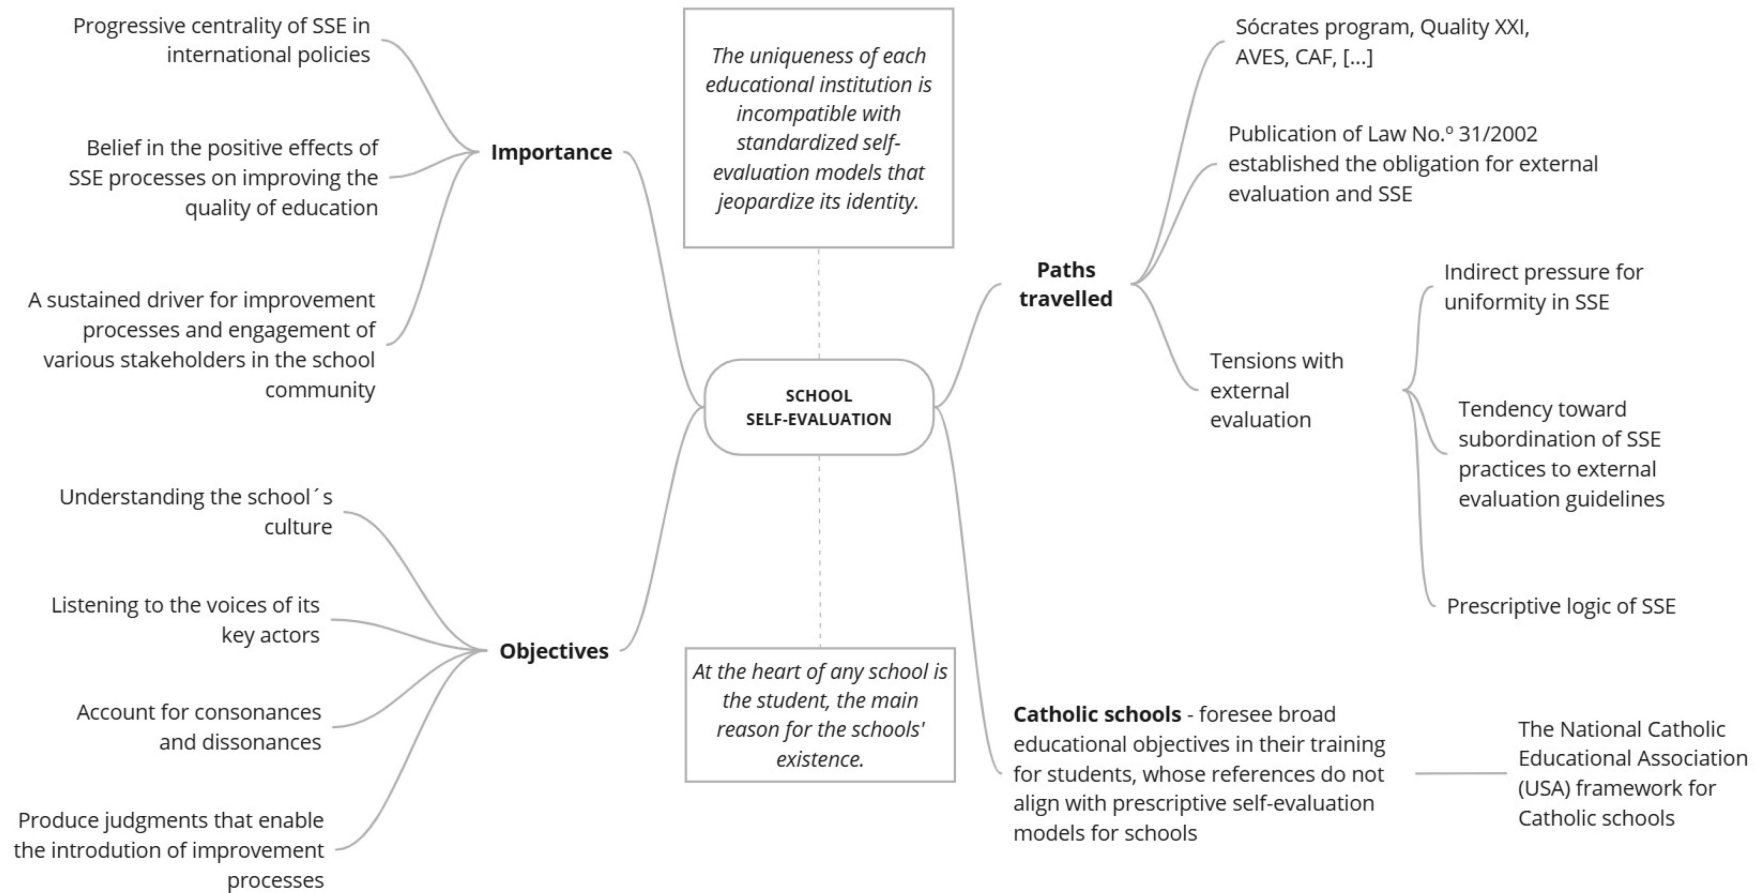 Progressive centrality of SSE in
international policies
Belief in the positive effects of
SSE processes on improving the
quality of education
A sustained driver for improvement
processes and engagement of
various stakeholders in the school
community
Importance
The uniqueness of each
educational institution is
incompatible with
standardized self-
evaluation models that
jeopardize its identity.
SCHOOL
SELF-EVALUATION
Understanding the school´s
culture
Listening to the voices of its
key actors
Account for consonances
and dissonances
Produce judgments that enable
the introdution of improvement
processes
Objectives
At the heart of any school is
the student, the main
reason for the schools'
existence.
Paths
travelled
Sócrates program, Quality XXI,
AVES, CAF, [...]
Publication of Law No.º 31/2002
established the obligation for external
evaluation and SSE
Tensions with
external
evaluation
Indirect pressure for
uniformity in SSE
Tendency toward
subordination of SSE
practices to external
evaluation guidelines
Prescriptive logic of SSE
Catholic schools - foresee broad
educational objectives in their training
for students, whose references do not
align with prescriptive self-evaluation
models for schools
The National Catholic
Educational Association
(USA) framework for
Catholic schools